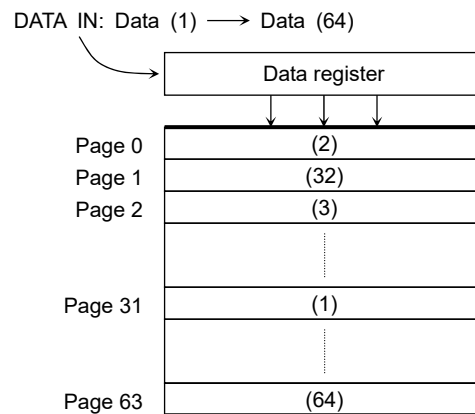 DATA IN: Data (1) → Data (64)
Data register
Page 0 (2)
Page 1 (32)
Page 2 (3)
Page 31 (1)
Page 63 (64)